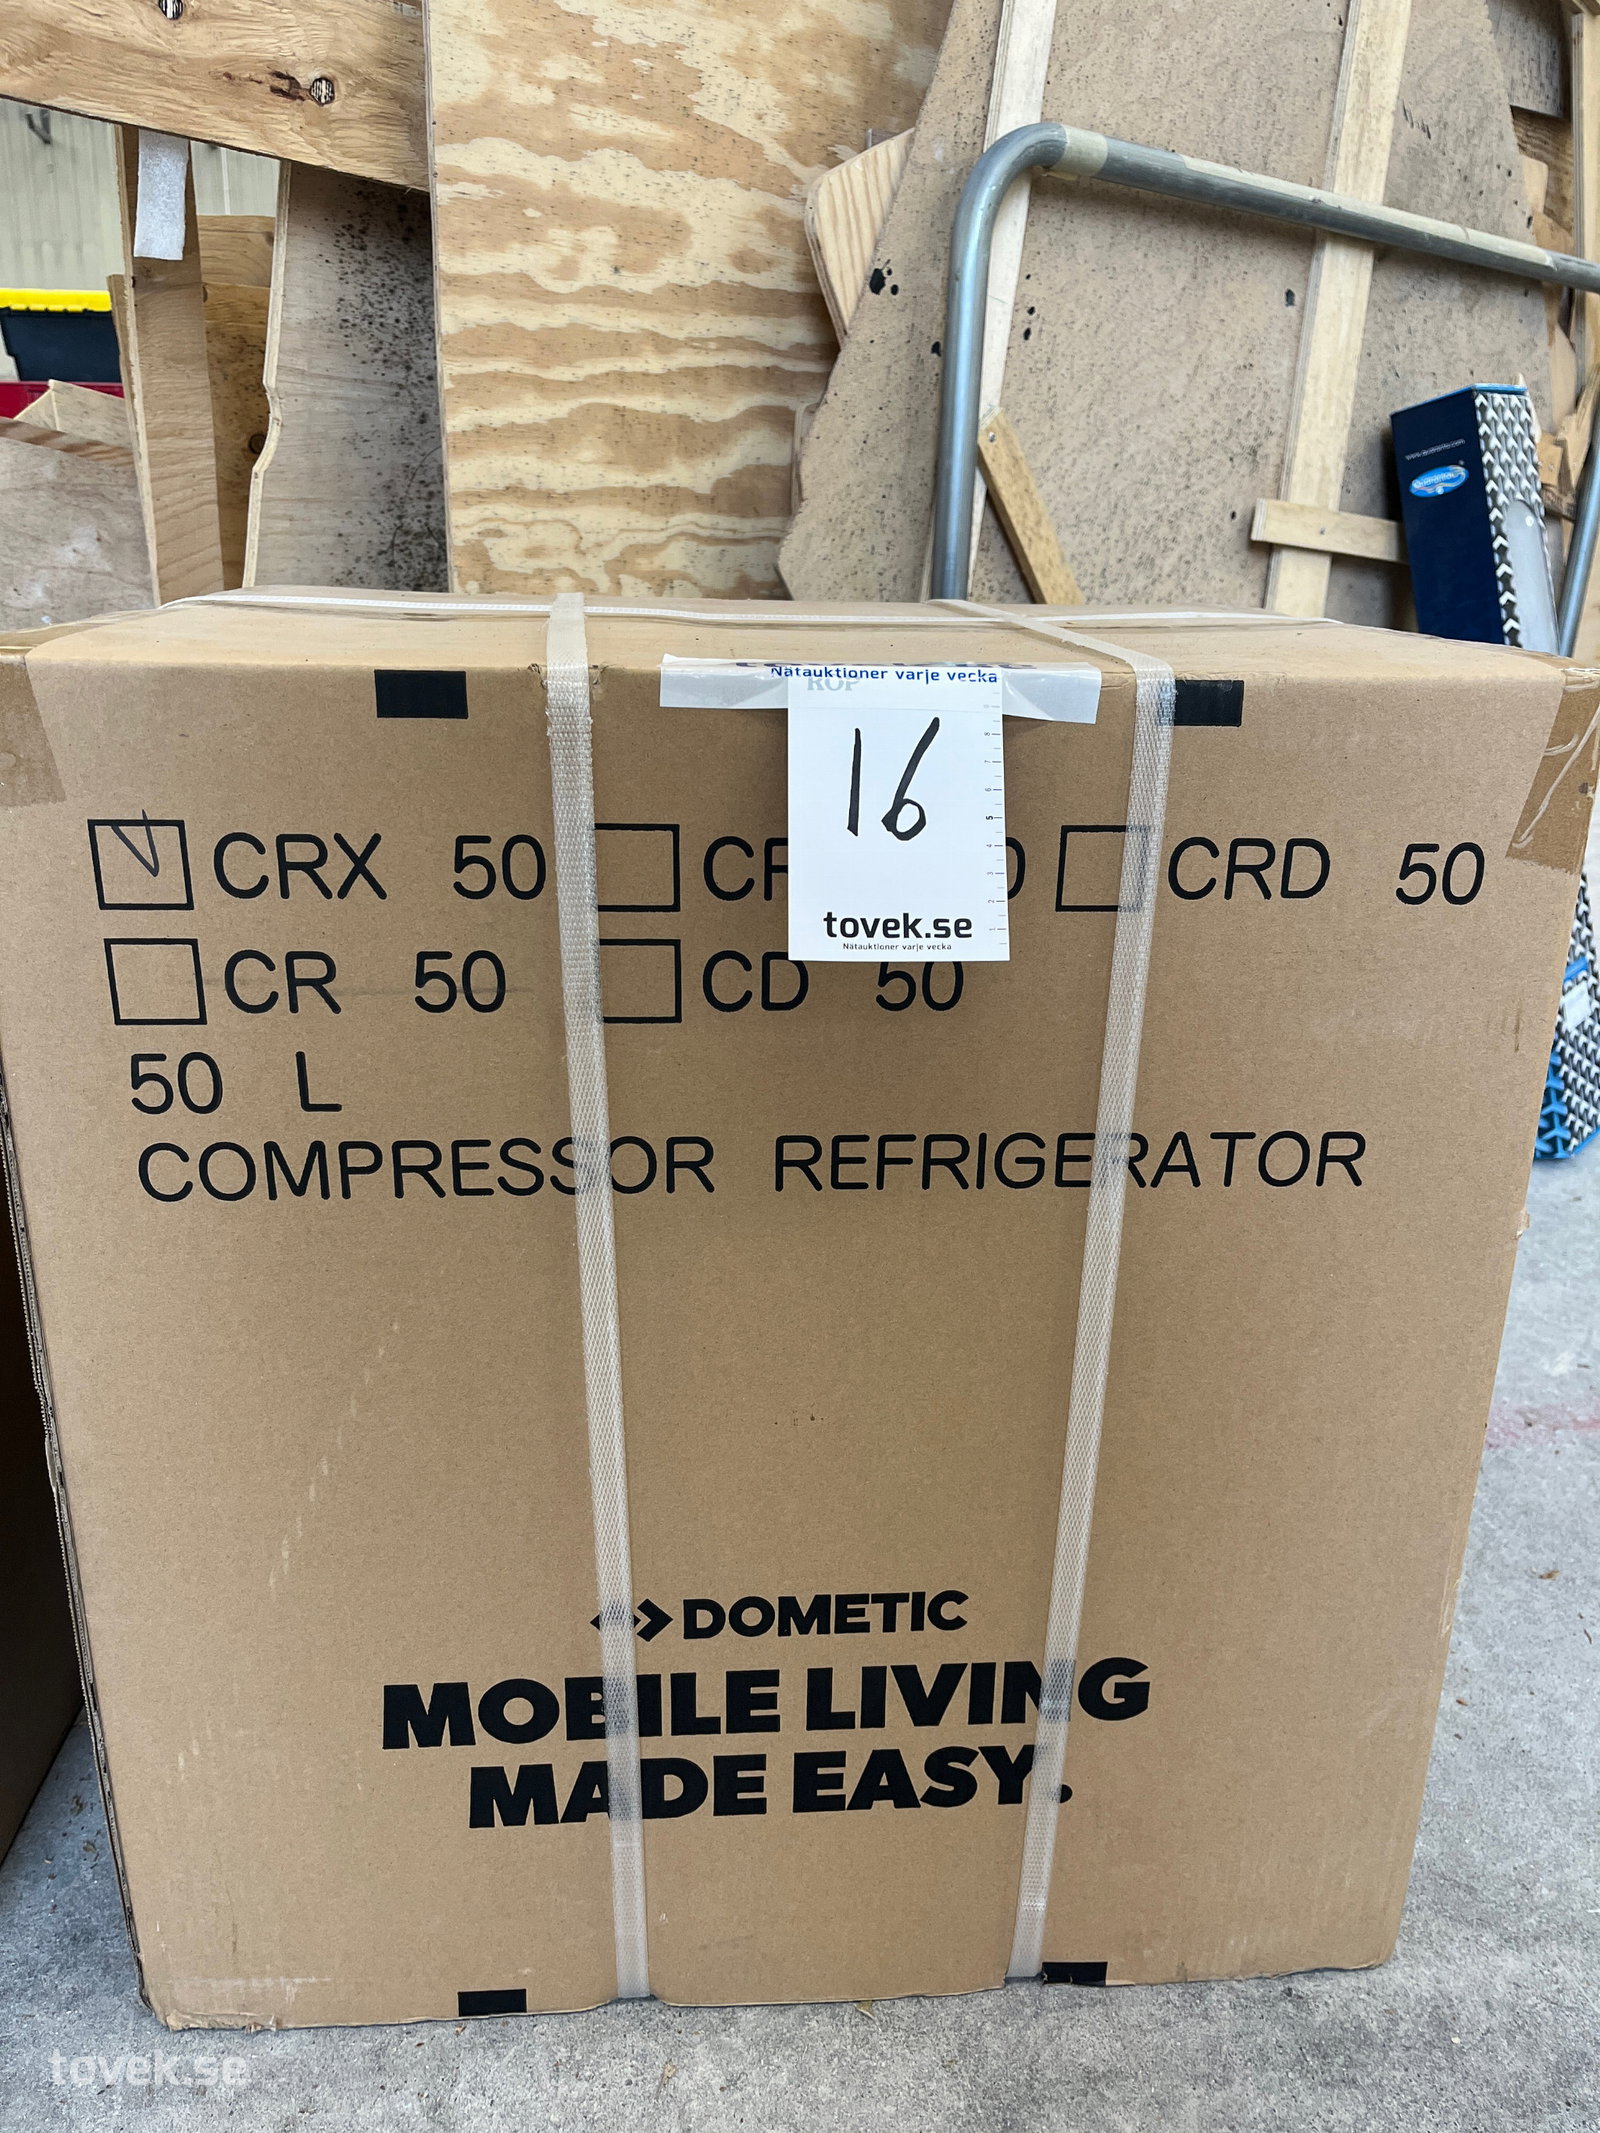 Nätauktioner varje vecka
16
tovek.se
Nätauktioner varje vecka
CRX 50
CRD 50
CR 50
CD 50
50 L
COMPRESSOR REFRIGERATOR
DOMETIC
MOBILE LIVING
MADE EASY.
tovek.se